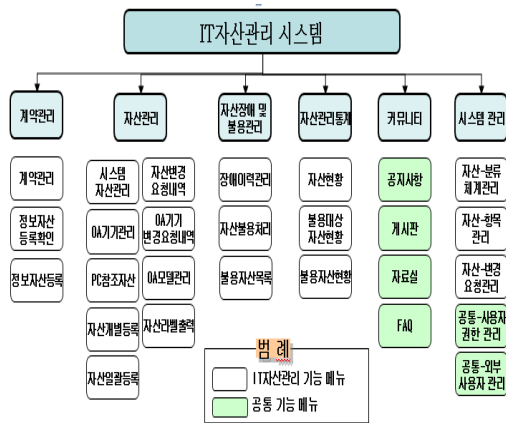 IT자산관리 시스템
계약관리
자산관리
자산장애 및
불용관리
자산관리통계
커뮤니티
시스템 관리
계약관리
정보자산
등록확인
정보자산등록
시스템
자산관리
OA기기관리
PC참조자산
자산개별등록
자산일괄등록
자산변경
요청내역
OA기기
변경요청내역
OA모델관리
자산라벨출력
장애이력관리
자산불용처리
불용자산목록
자산현황
불용대상
자산현황
불용자산현황
공지사항
게시판
자료실
FAQ
자산-분류
체계관리
자산-항목
관리
자산-변경
요청관리
공통-사용자
권한 관리
공통-외부
사용자 관리
범 례
IT자산관리 기능 메뉴
공통 기능 메뉴